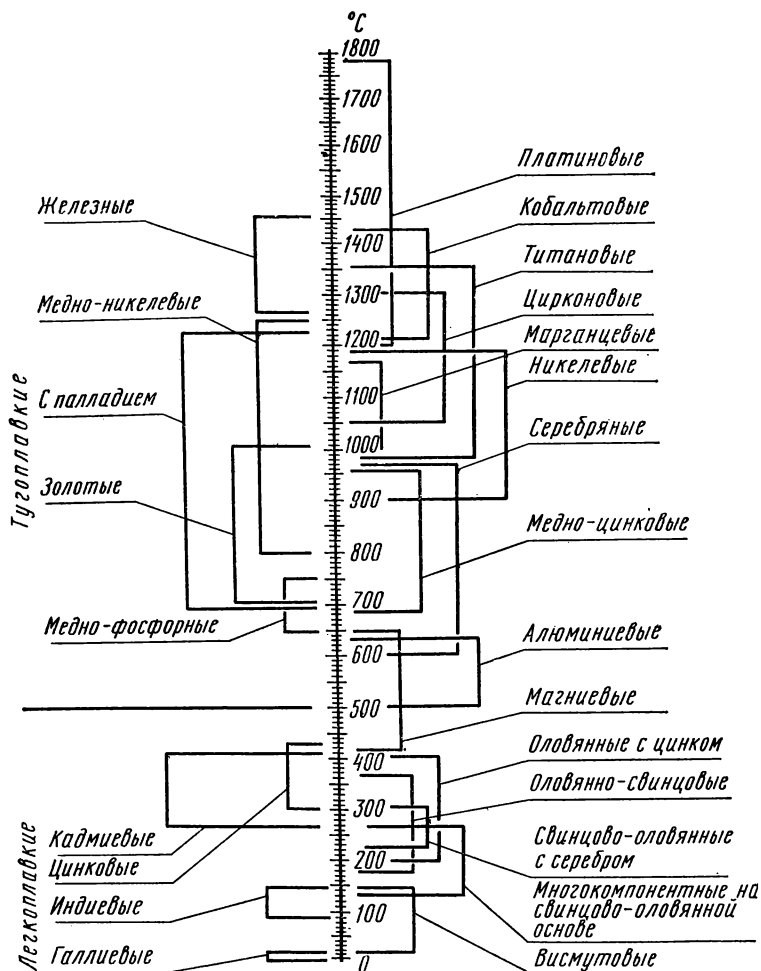 °C
1800
1700
1600
1500
1400
1300
1200
1100
1000
900
800
700
600
500
400
300
200
100
0
Тугоплавкие
Железные
Медно-никелевые
С палладием
Золотые
Медно-фосфорные
Легкоплавкие
Кадмиевые
Цинковые
Индиевые
Галлиевые
Платиновые
Кобальтовые
Титановые
Цирконовые
Марганцевые
Никелевые
Серебряные
Медно-цинковые
Алюминиевые
Магниевые
Оловянные с цинком
Оловянно-свинцовые
Свинцово-оловянные
с серебром
Многокомпонентные на
свинцово-оловянной
основе
Висмутовые